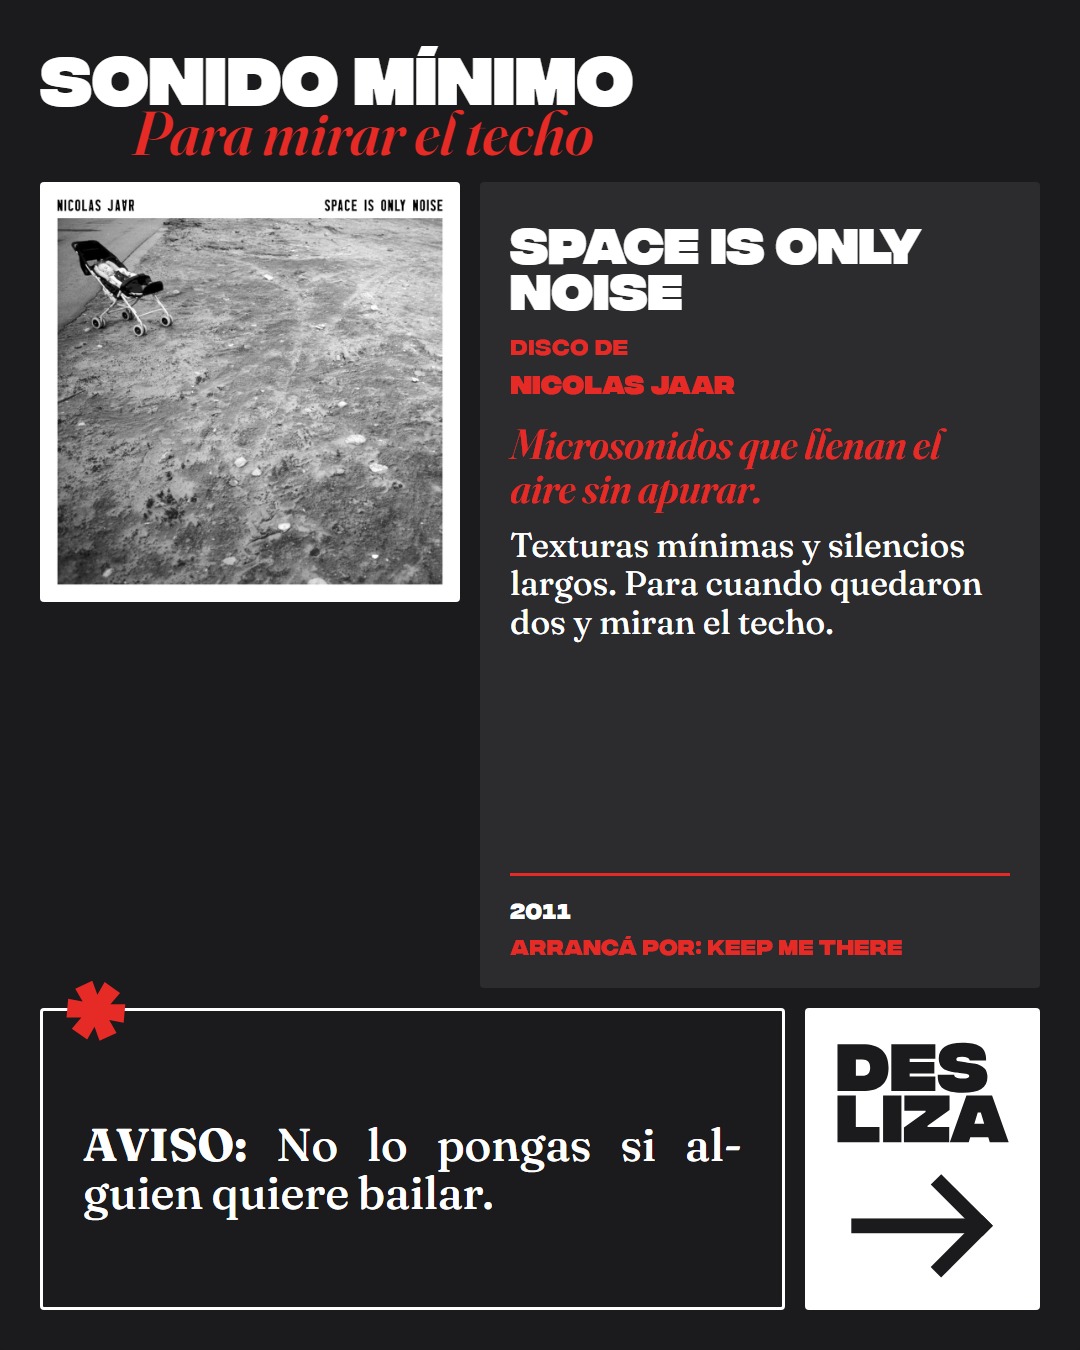 SONIDO MÍNIMO
Para mirar el techo
NICOLAS JAAR
SPACE IS ONLY NOISE
SPACE IS ONLY
NOISE
DISCO DE
NICOLAS JAAR
Microsonidos que llenan el
aire sin apurar.
Texturas mínimas y silencios
largos. Para cuando quedaron
dos y miran el techo.
2011
ARRANCÁ POR: KEEP ME THERE
AVISO: No lo pongas si al-
guien quiere bailar.
DES
LIZA